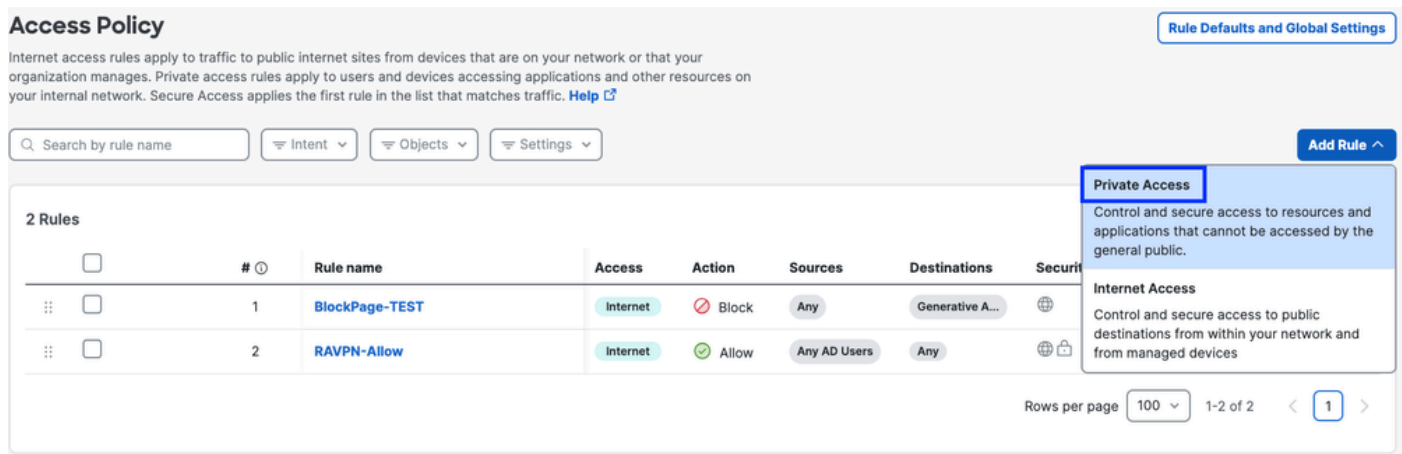 Access Policy
Rule Defaults and Global Settings
Internet access rules apply to traffic to public internet sites from devices that are on your network or that your
organization manages. Private access rules apply to users and devices accessing applications and other resources on
your internal network. Secure Access applies the first rule in the list that matches traffic. Help
Search by rule name
Intent
Objects
Settings
Add Rule
Private Access
Control and secure access to resources and
applications that cannot be accessed by the
general public.
Internet Access
Control and secure access to public
destinations from within your network and
from managed devices
2 Rules
# Rule name Access Action Sources Destinations Securit
1 BlockPage-TEST Internet Block Any Generative A...
2 RAVPN-Allow Internet Allow Any AD Users Any
Rows per page 100 1-2 of 2 < 1 >